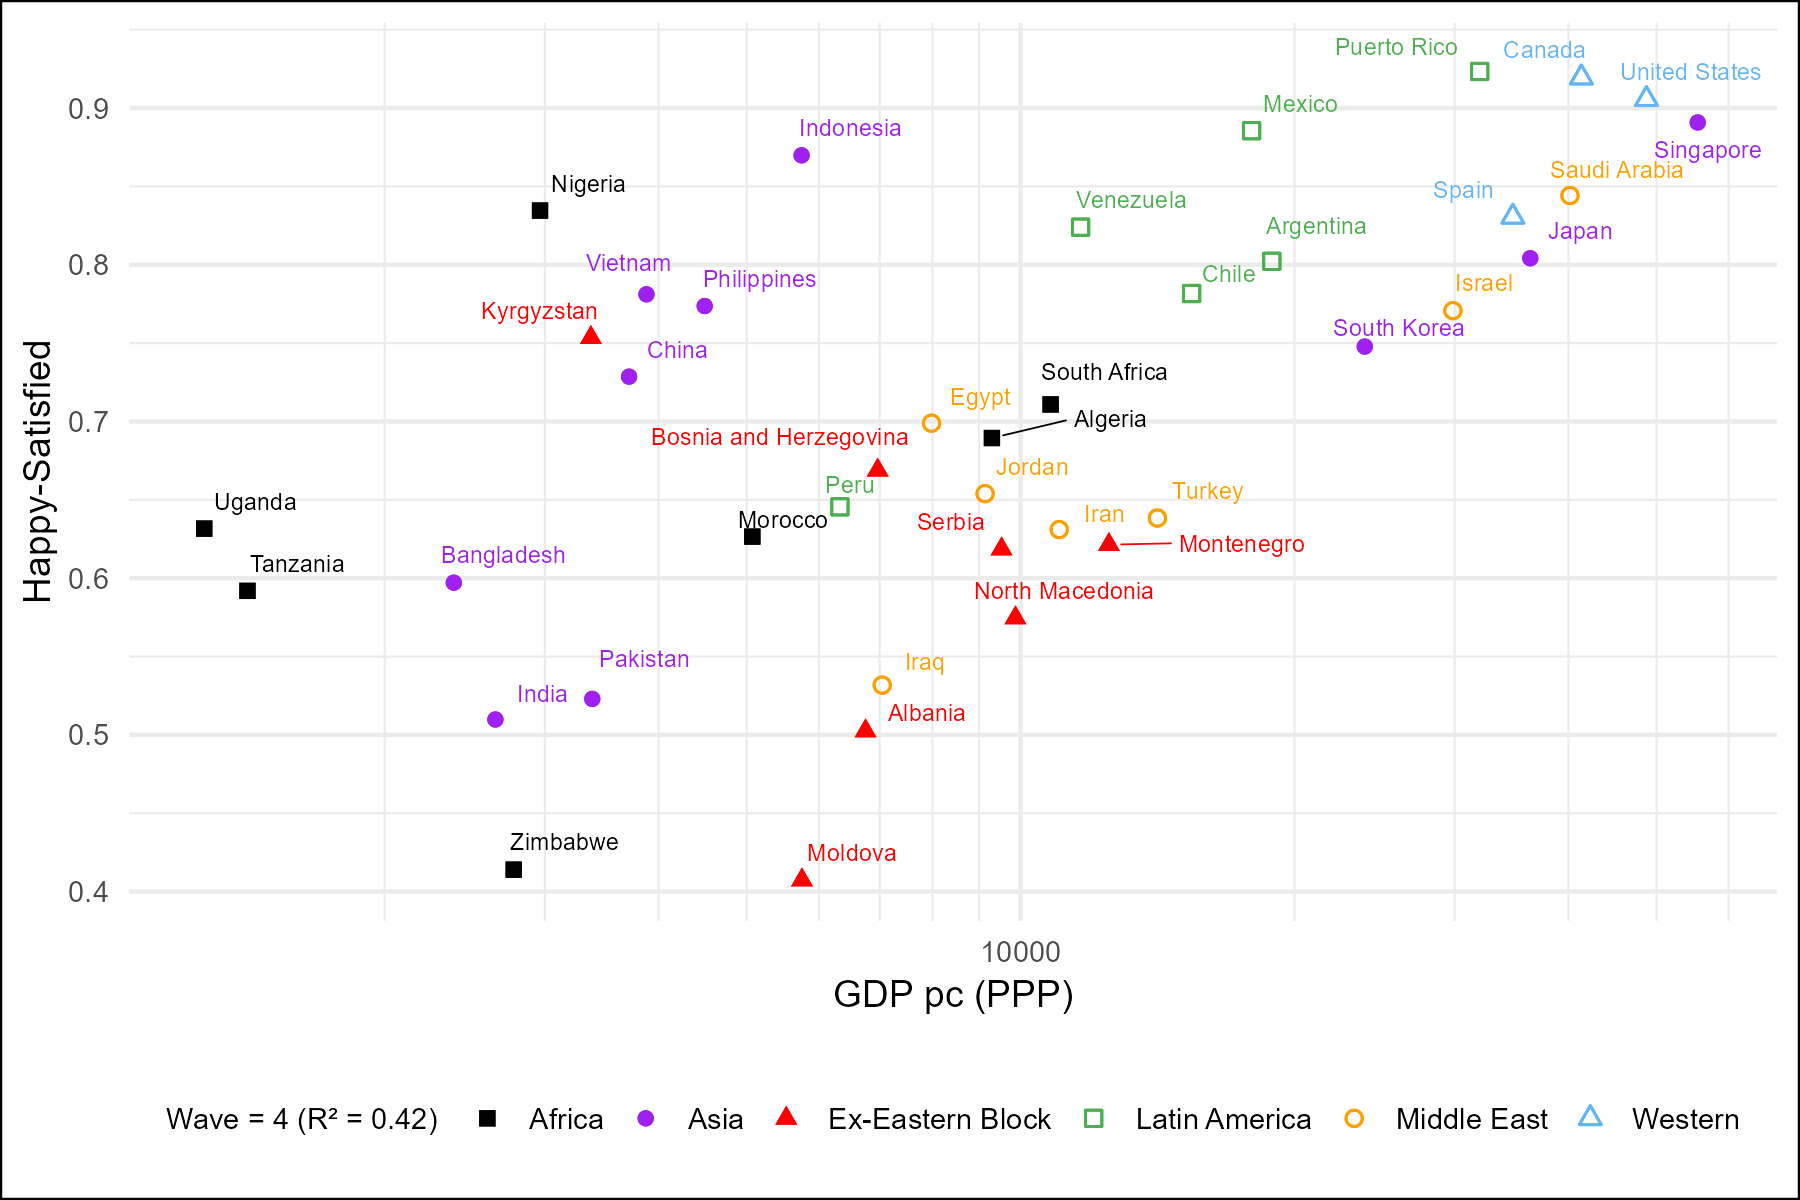 Puerto Rico
Canada
United States
0.9
Mexico
Indonesia
Singapore
Saudi Arabia
Nigeria
Spain
Venezuela
Argentina
Japan
0.8
Vietnam
Philippines
Chile
Israel
Kyrgyzstan
South Korea
China
South Africa
Egypt
0.7
Algeria
Bosnia and Herzegovina
Jordan
Peru
Turkey
Uganda
Morocco
Serbia
Iran
Montenegro
Bangladesh
Tanzania
0.6
North Macedonia
Pakistan
Iraq
India
Albania
0.5
Zimbabwe
Moldova
0.4
Happy-Satisfied
10000
GDP pc (PPP)
Wave = 4 (R² = 0.42) Africa Asia Ex-Eastern Block Latin America Middle East Western